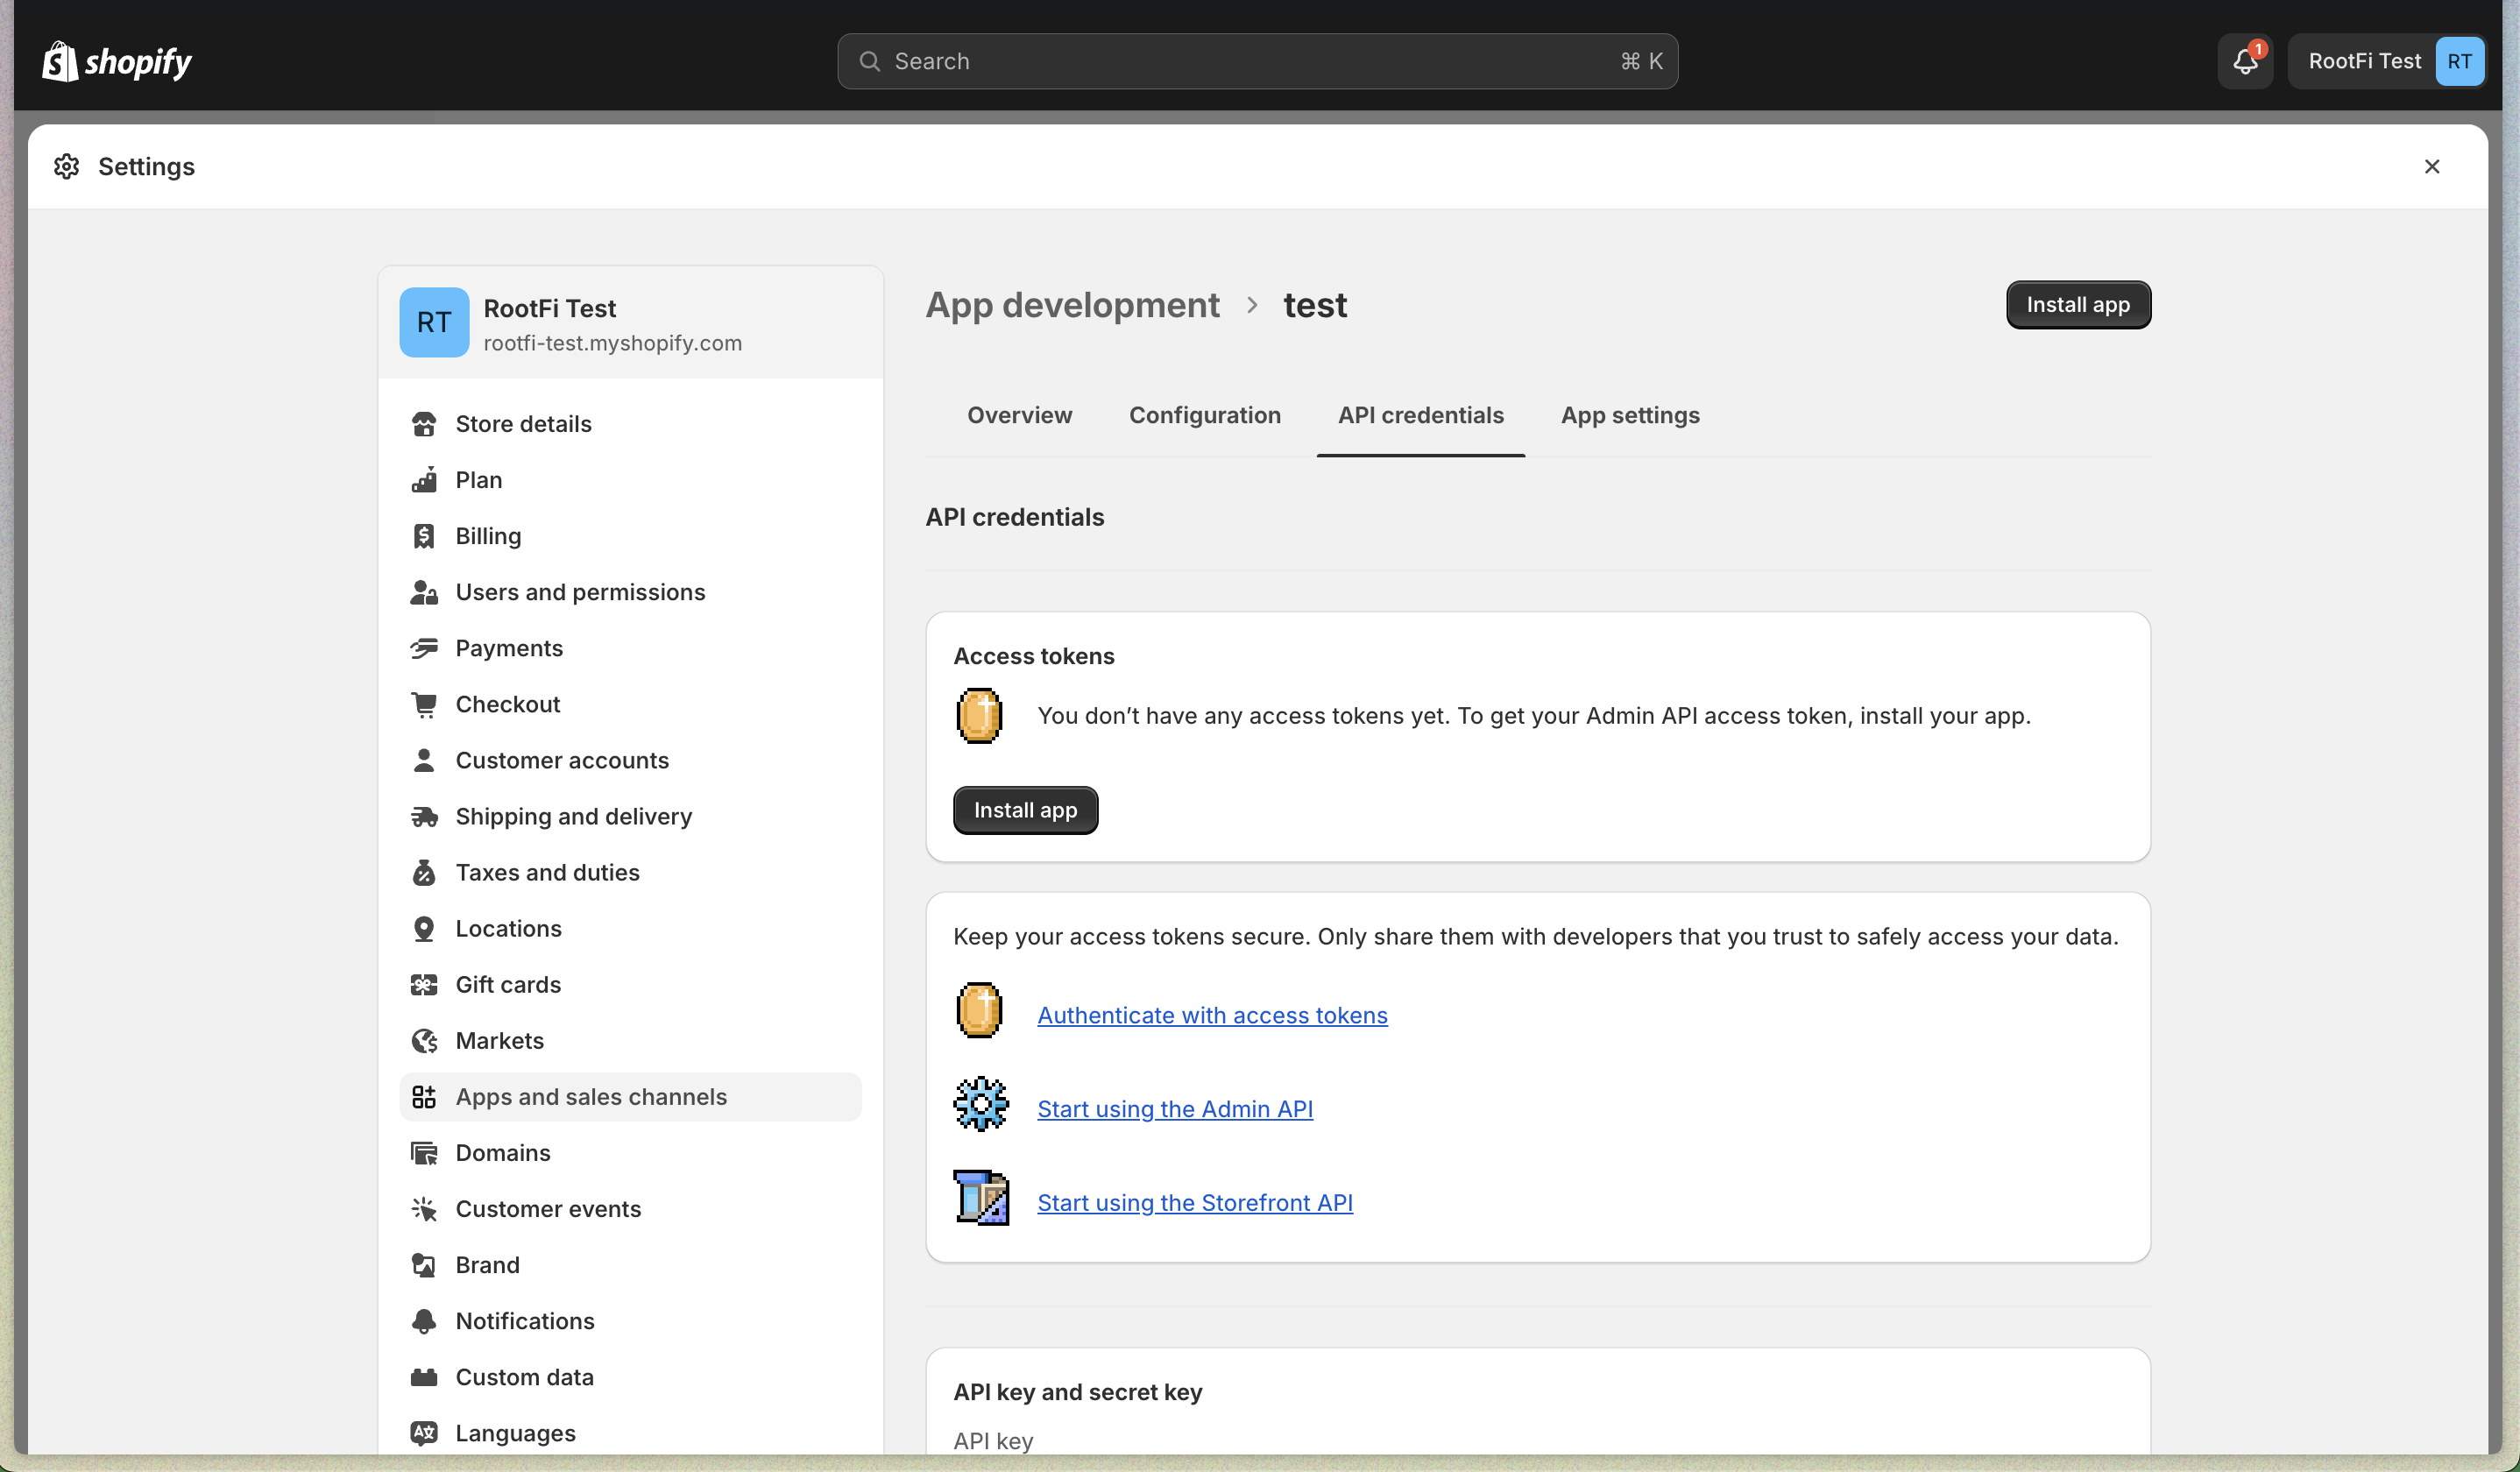 shopify
Search
⌘ K
1
RootFi Test
RT
Settings
RT
RootFi Test
rootfi-test.myshopify.com
Store details
Plan
Billing
Users and permissions
Payments
Checkout
Customer accounts
Shipping and delivery
Taxes and duties
Locations
Gift cards
Markets
Apps and sales channels
Domains
Customer events
Brand
Notifications
Custom data
Languages
App development > test
Install app
Overview
Configuration
API credentials
App settings
API credentials
Access tokens
You don’t have any access tokens yet. To get your Admin API access token, install your app.
Install app
Keep your access tokens secure. Only share them with developers that you trust to safely access your data.
Authenticate with access tokens
Start using the Admin API
Start using the Storefront API
API key and secret key
API key